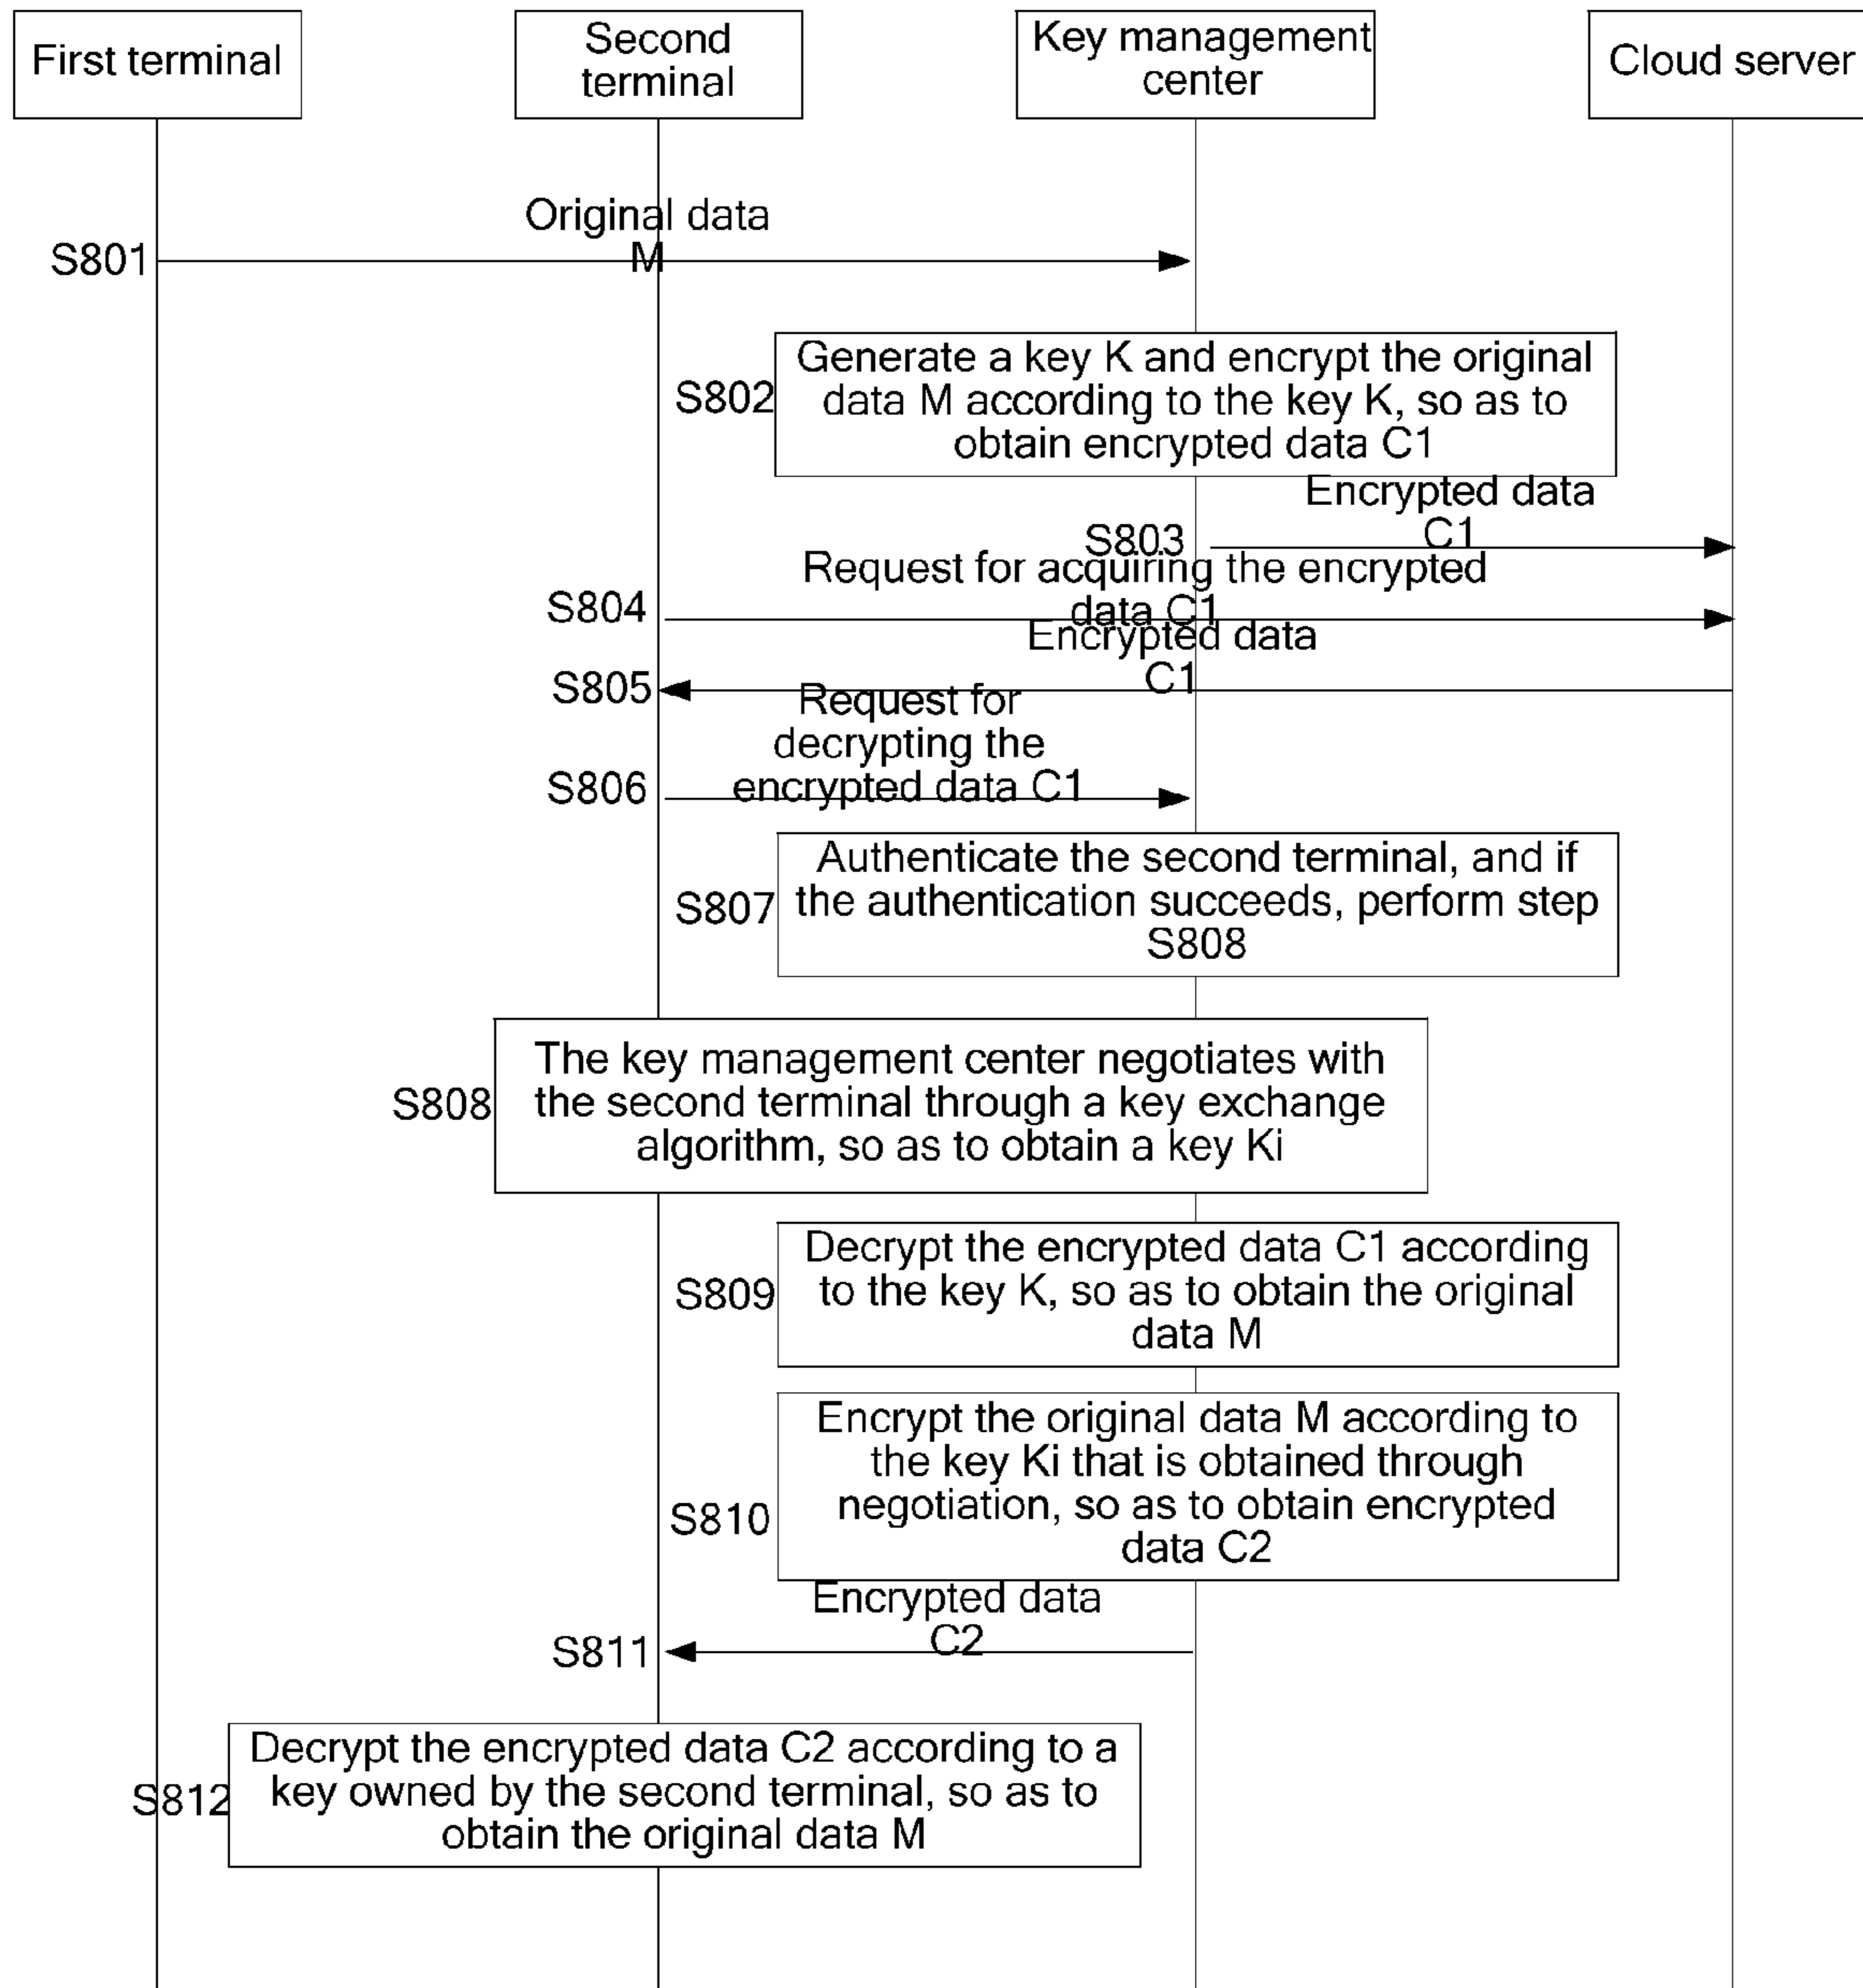 First terminal
Second
terminal
Key management
center
Cloud server
Original data
M
S801
S802
Generate a key K and encrypt the original
data M according to the key K, so as to
obtain encrypted data C1
Encrypted data
C1
S803
Request for acquiring the encrypted
data C1
S804
Encrypted data
C1
S805
Request for
decrypting the
encrypted data C1
S806
Authenticate the second terminal, and if
the authentication succeeds, perform step
S808
S807
The key management center negotiates with
the second terminal through a key exchange
algorithm, so as to obtain a key Ki
S808
Decrypt the encrypted data C1 according
to the key K, so as to obtain the original
data M
S809
Encrypt the original data M according to
the key Ki that is obtained through
negotiation, so as to obtain encrypted
data C2
S810
Encrypted data
C2
S811
Decrypt the encrypted data C2 according to a
key owned by the second terminal, so as to
obtain the original data M
S812